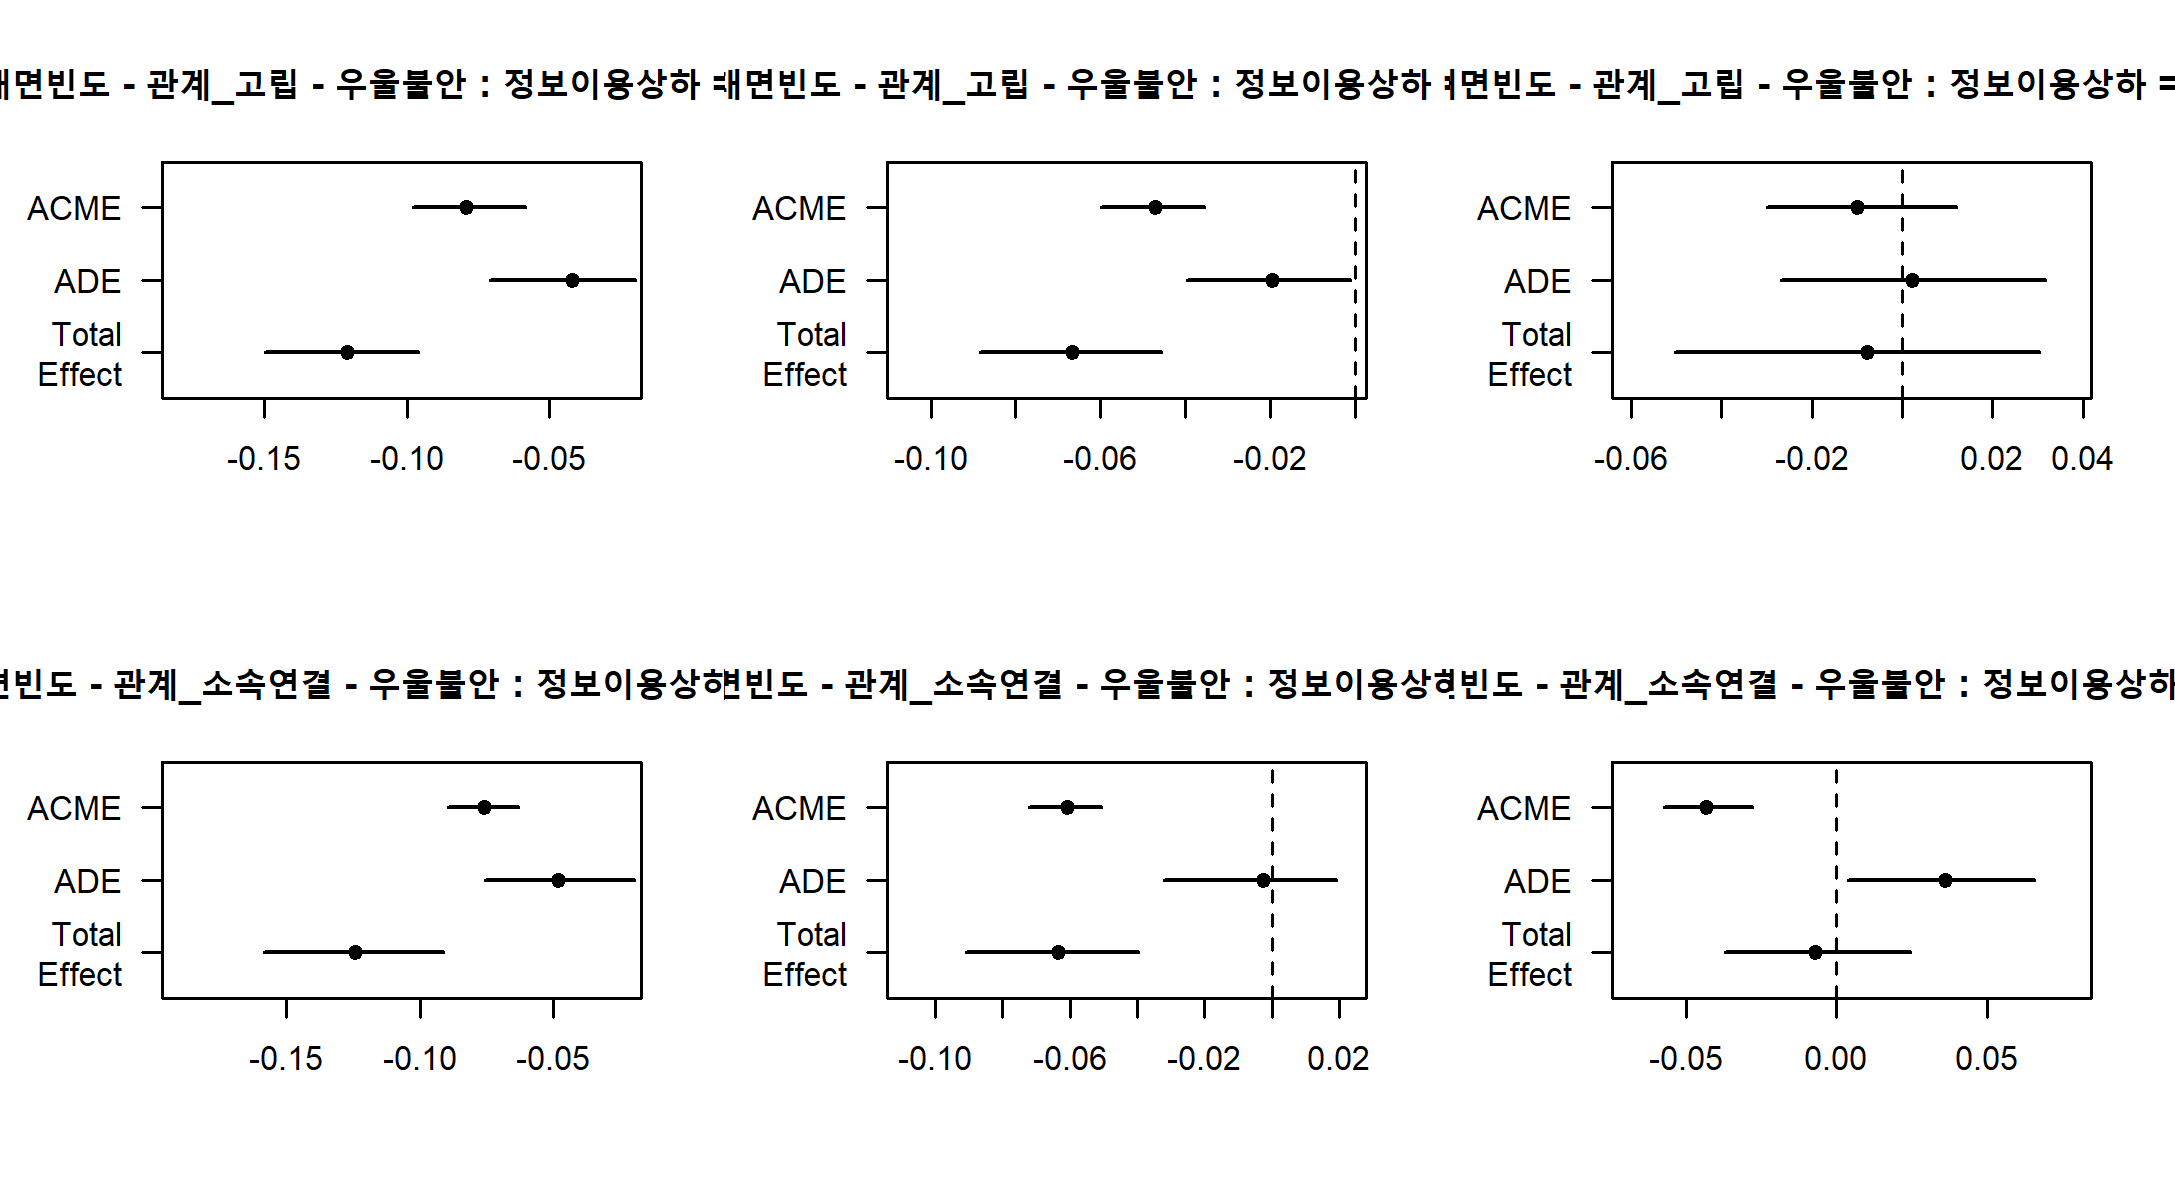 면빈도 - 관계_고립 - 우울불안 : 정보이용상하 =
ACME
ADE
Total
Effect
-0.15 -0.10 -0.05
대면빈도 - 관계_고립 - 우울불안 : 정보이용상하
ACME
ADE
Total
Effect
-0.10 -0.06 -0.02
면빈도 - 관계_고립 - 우울불안 : 정보이용상하 =
ACME
ADE
Total
Effect
-0.06 -0.02 0.02 0.04
빈도 - 관계_소속연결 - 우울불안 : 정보이용상하
ACME
ADE
Total
Effect
-0.15 -0.10 -0.05
면빈도 - 관계_소속연결 - 우울불안 : 정보이용상하
ACME
ADE
Total
Effect
-0.10 -0.06 -0.02 0.02
빈도 - 관계_소속연결 - 우울불안 : 정보이용상하
ACME
ADE
Total
Effect
-0.05 0.00 0.05